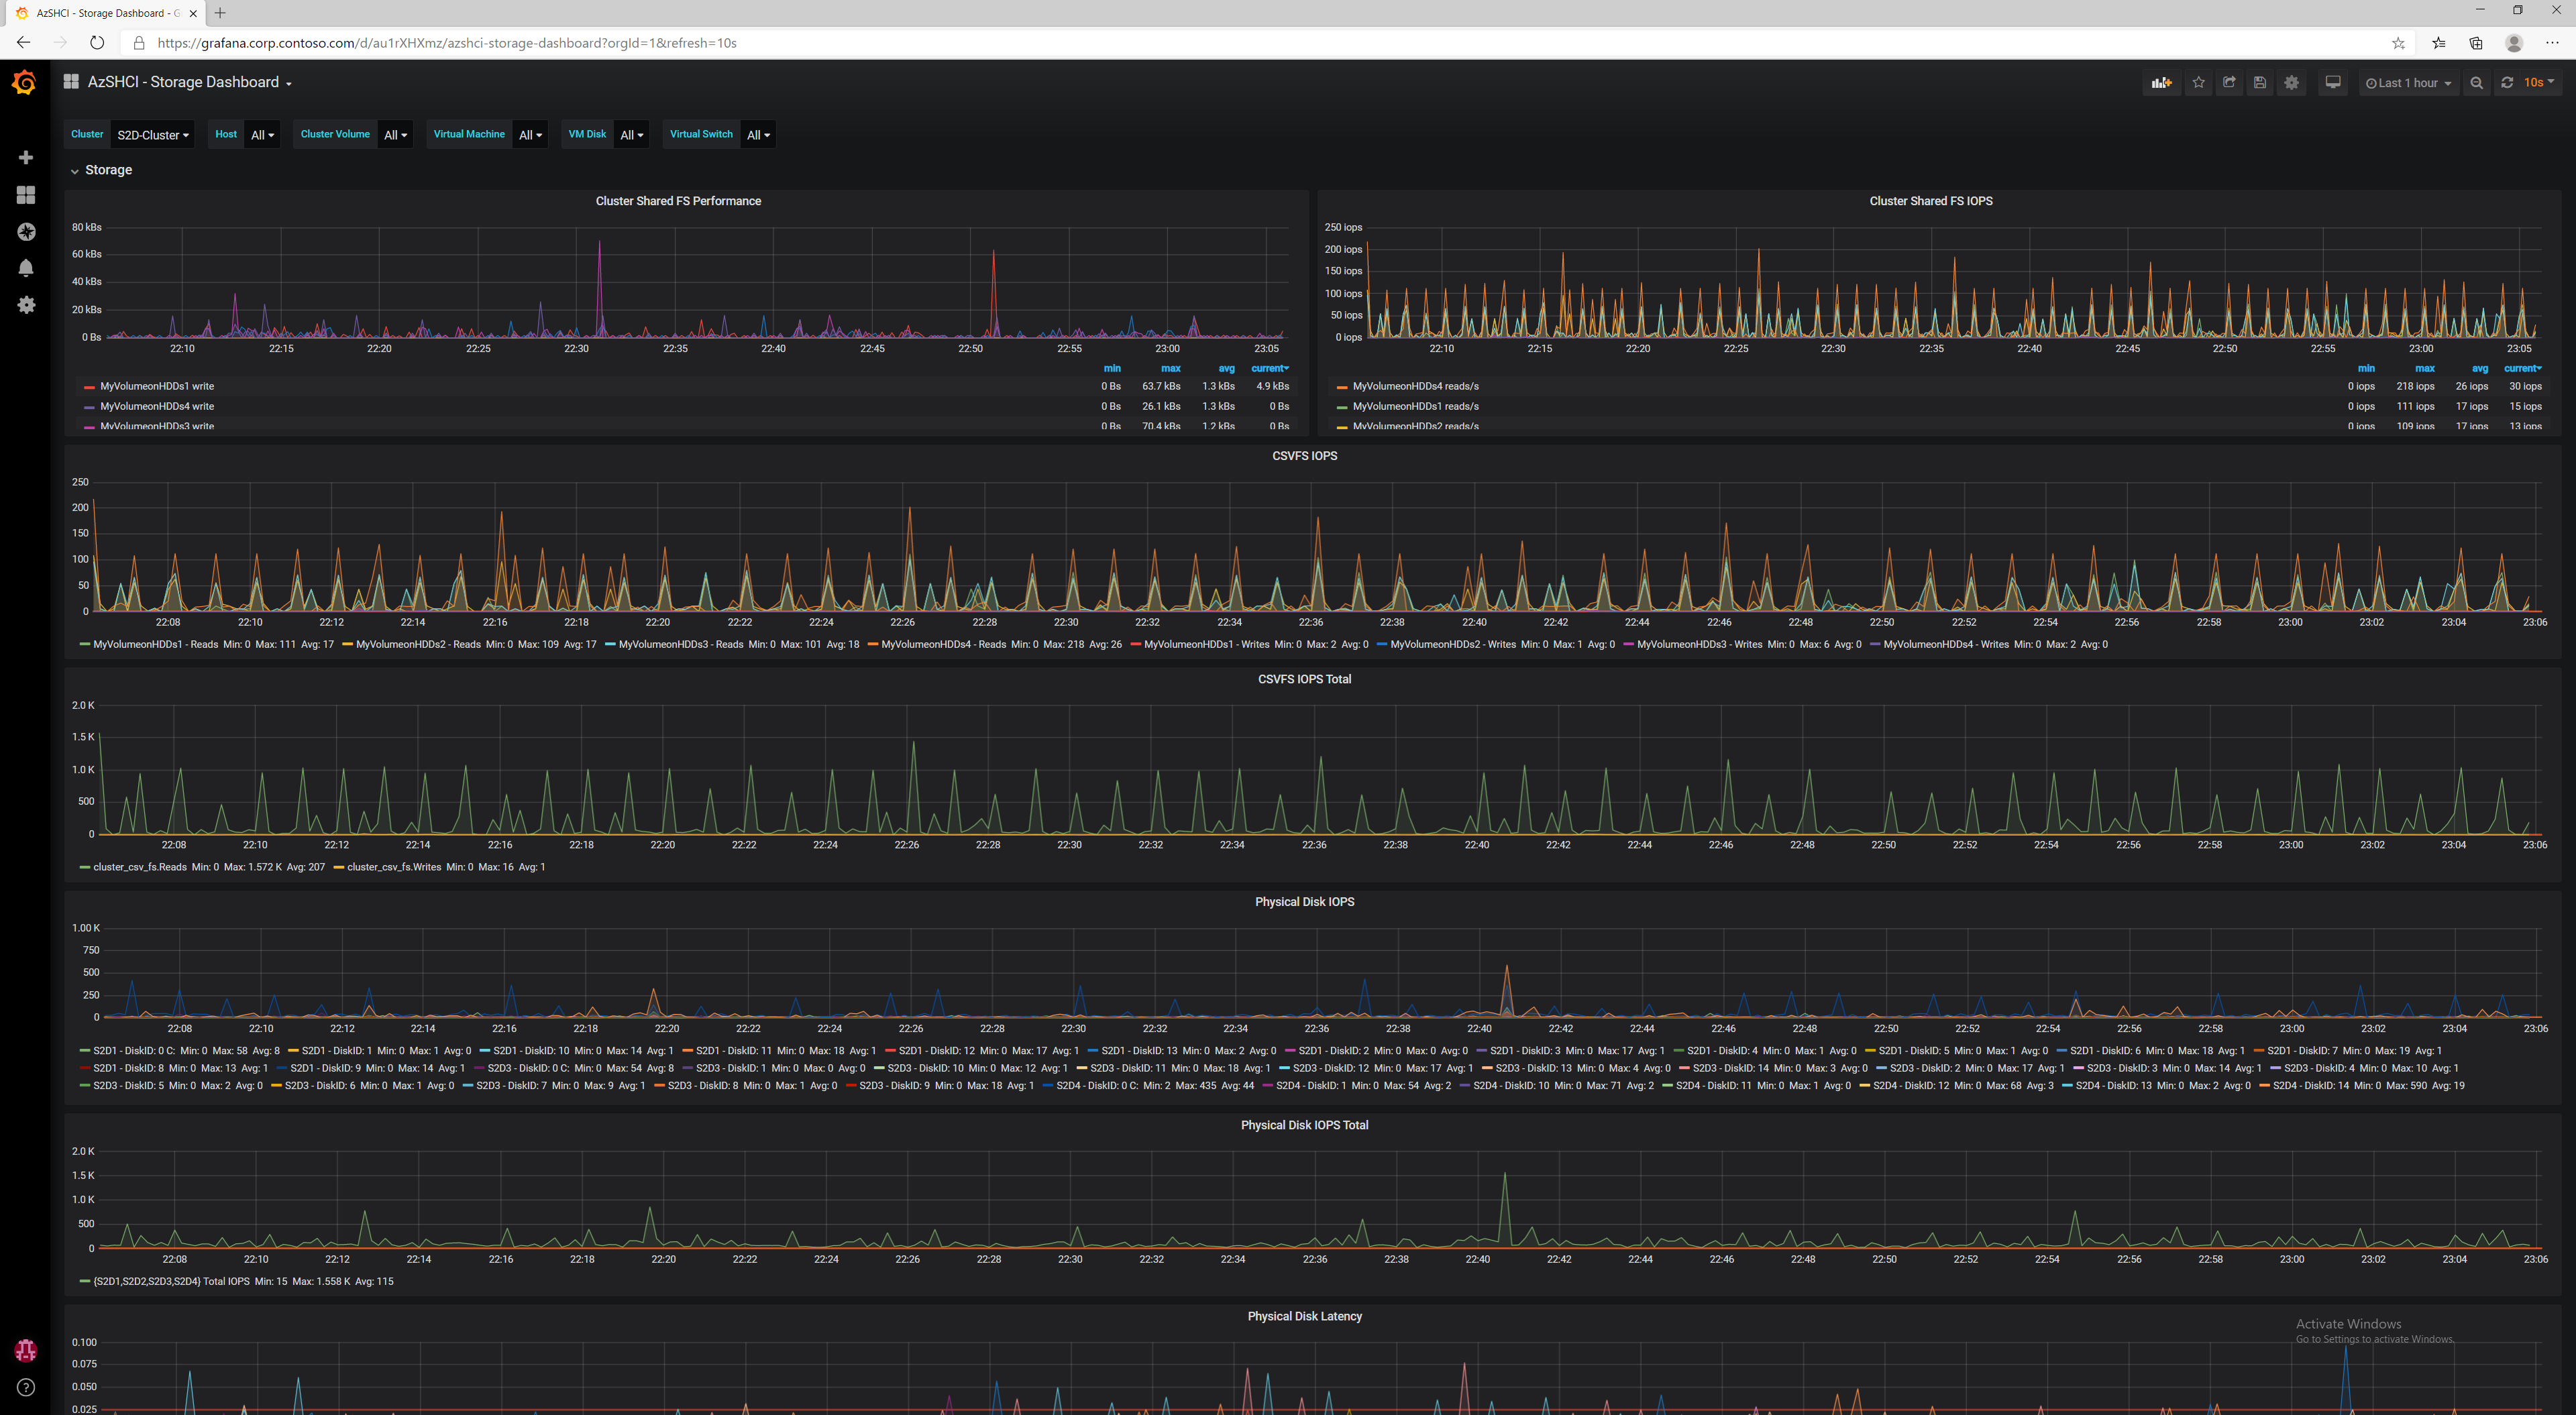 AzSHCI - Storage Dashboard - G
https://grafana.corp.contoso.com/d/au1rXHXmz/azshci-storage-dashboard?orgId=1&refresh=10s
AzSHCI - Storage Dashboard
Last 1 hour
10s
Cluster S2D-Cluster Host All Cluster Volume All Virtual Machine All VM Disk All Virtual Switch All
Storage
Cluster Shared FS Performance
80 kBs
60 kBs
40 kBs
20 kBs
0 Bs
22:10 22:15 22:20 22:25 22:30 22:35 22:40 22:45 22:50 22:55 23:00 23:05
min max avg current
MyVolumeonHDDs1 write 0 Bs 63.7 kBs 1.3 kBs 4.9 kBs
MyVolumeonHDDs4 write 0 Bs 26.1 kBs 1.3 kBs 0 Bs
MyVolumeonHDDs3 write 0 Bs 70.4 kBs 1.2 kBs 0 Bs
Cluster Shared FS IOPS
250 iops
200 iops
150 iops
100 iops
50 iops
0 iops
22:10 22:15 22:20 22:25 22:30 22:35 22:40 22:45 22:50 22:55 23:00 23:05
min max avg current
MyVolumeonHDDs4 reads/s 0 iops 218 iops 26 iops 30 iops
MyVolumeonHDDs1 reads/s 0 iops 111 iops 17 iops 15 iops
MyVolumeonHDDs2 reads/s 0 iops 109 iops 17 iops 13 iops
CSVFS IOPS
250
200
150
100
50
0
22:08 22:10 22:12 22:14 22:16 22:18 22:20 22:22 22:24 22:26 22:28 22:30 22:32 22:34 22:36 22:38 22:40 22:42 22:44 22:46 22:48 22:50 22:52 22:54 22:56 22:58 23:00 23:02 23:04 23:06
MyVolumeonHDDs1 - Reads Min: 0 Max: 111 Avg: 17 MyVolumeonHDDs2 - Reads Min: 0 Max: 109 Avg: 17 MyVolumeonHDDs3 - Reads Min: 0 Max: 101 Avg: 18 MyVolumeonHDDs4 - Reads Min: 0 Max: 218 Avg: 26 MyVolumeonHDDs1 - Writes Min: 0 Max: 2 Avg: 0 MyVolumeonHDDs2 - Writes Min: 0 Max: 1 Avg: 0 MyVolumeonHDDs3 - Writes Min: 0 Max: 6 Avg: 0 MyVolumeonHDDs4 - Writes Min: 0 Max: 2 Avg: 0
CSVFS IOPS Total
2.0 K
1.5 K
1.0 K
500
0
22:08 22:10 22:12 22:14 22:16 22:18 22:20 22:22 22:24 22:26 22:28 22:30 22:32 22:34 22:36 22:38 22:40 22:42 22:44 22:46 22:48 22:50 22:52 22:54 22:56 22:58 23:00 23:02 23:04 23:06
cluster_csv_fs.Reads Min: 0 Max: 1.572 K Avg: 207 cluster_csv_fs.Writes Min: 0 Max: 16 Avg: 1
Physical Disk IOPS
1.00 K
750
500
250
0
22:08 22:10 22:12 22:14 22:16 22:18 22:20 22:22 22:24 22:26 22:28 22:30 22:32 22:34 22:36 22:38 22:40 22:42 22:44 22:46 22:48 22:50 22:52 22:54 22:56 22:58 23:00 23:02 23:04 23:06
S2D1 - DiskID: 0 C: Min: 0 Max: 58 Avg: 8 S2D1 - DiskID: 1 Min: 0 Max: 1 Avg: 0 S2D1 - DiskID: 10 Min: 0 Max: 14 Avg: 1 S2D1 - DiskID: 11 Min: 0 Max: 18 Avg: 1 S2D1 - DiskID: 12 Min: 0 Max: 17 Avg: 1 S2D1 - DiskID: 13 Min: 0 Max: 2 Avg: 0 S2D1 - DiskID: 2 Min: 0 Max: 0 Avg: 0 S2D1 - DiskID: 3 Min: 0 Max: 17 Avg: 1 S2D1 - DiskID: 4 Min: 0 Max: 1 Avg: 0 S2D1 - DiskID: 5 Min: 0 Max: 1 Avg: 0 S2D1 - DiskID: 6 Min: 0 Max: 18 Avg: 1 S2D1 - DiskID: 7 Min: 0 Max: 19 Avg: 1
S2D1 - DiskID: 8 Min: 0 Max: 13 Avg: 1 S2D1 - DiskID: 9 Min: 0 Max: 14 Avg: 1 S2D3 - DiskID: 0 C: Min: 0 Max: 54 Avg: 8 S2D3 - DiskID: 1 Min: 0 Max: 0 Avg: 0 S2D3 - DiskID: 10 Min: 0 Max: 12 Avg: 1 S2D3 - DiskID: 11 Min: 0 Max: 18 Avg: 1 S2D3 - DiskID: 12 Min: 0 Max: 17 Avg: 1 S2D3 - DiskID: 13 Min: 0 Max: 4 Avg: 0 S2D3 - DiskID: 14 Min: 0 Max: 3 Avg: 0 S2D3 - DiskID: 2 Min: 0 Max: 17 Avg: 1 S2D3 - DiskID: 3 Min: 0 Max: 14 Avg: 1 S2D3 - DiskID: 4 Min: 0 Max: 10 Avg: 1
S2D3 - DiskID: 5 Min: 0 Max: 2 Avg: 0 S2D3 - DiskID: 6 Min: 0 Max: 1 Avg: 0 S2D3 - DiskID: 7 Min: 0 Max: 9 Avg: 1 S2D3 - DiskID: 8 Min: 0 Max: 1 Avg: 0 S2D3 - DiskID: 9 Min: 0 Max: 18 Avg: 1 S2D4 - DiskID: 0 C: Min: 2 Max: 435 Avg: 44 S2D4 - DiskID: 1 Min: 0 Max: 54 Avg: 2 S2D4 - DiskID: 10 Min: 0 Max: 71 Avg: 2 S2D4 - DiskID: 11 Min: 0 Max: 1 Avg: 0 S2D4 - DiskID: 12 Min: 0 Max: 68 Avg: 3 S2D4 - DiskID: 13 Min: 0 Max: 2 Avg: 0 S2D4 - DiskID: 14 Min: 0 Max: 590 Avg: 19
Physical Disk IOPS Total
2.0 K
1.5 K
1.0 K
500
0
22:08 22:10 22:12 22:14 22:16 22:18 22:20 22:22 22:24 22:26 22:28 22:30 22:32 22:34 22:36 22:38 22:40 22:42 22:44 22:46 22:48 22:50 22:52 22:54 22:56 22:58 23:00 23:02 23:04 23:06
{S2D1,S2D2,S2D3,S2D4} Total IOPS Min: 15 Max: 1.558 K Avg: 115
Physical Disk Latency
0.100
0.075
0.050
0.025
Activate Windows
Go to Settings to activate Windows.